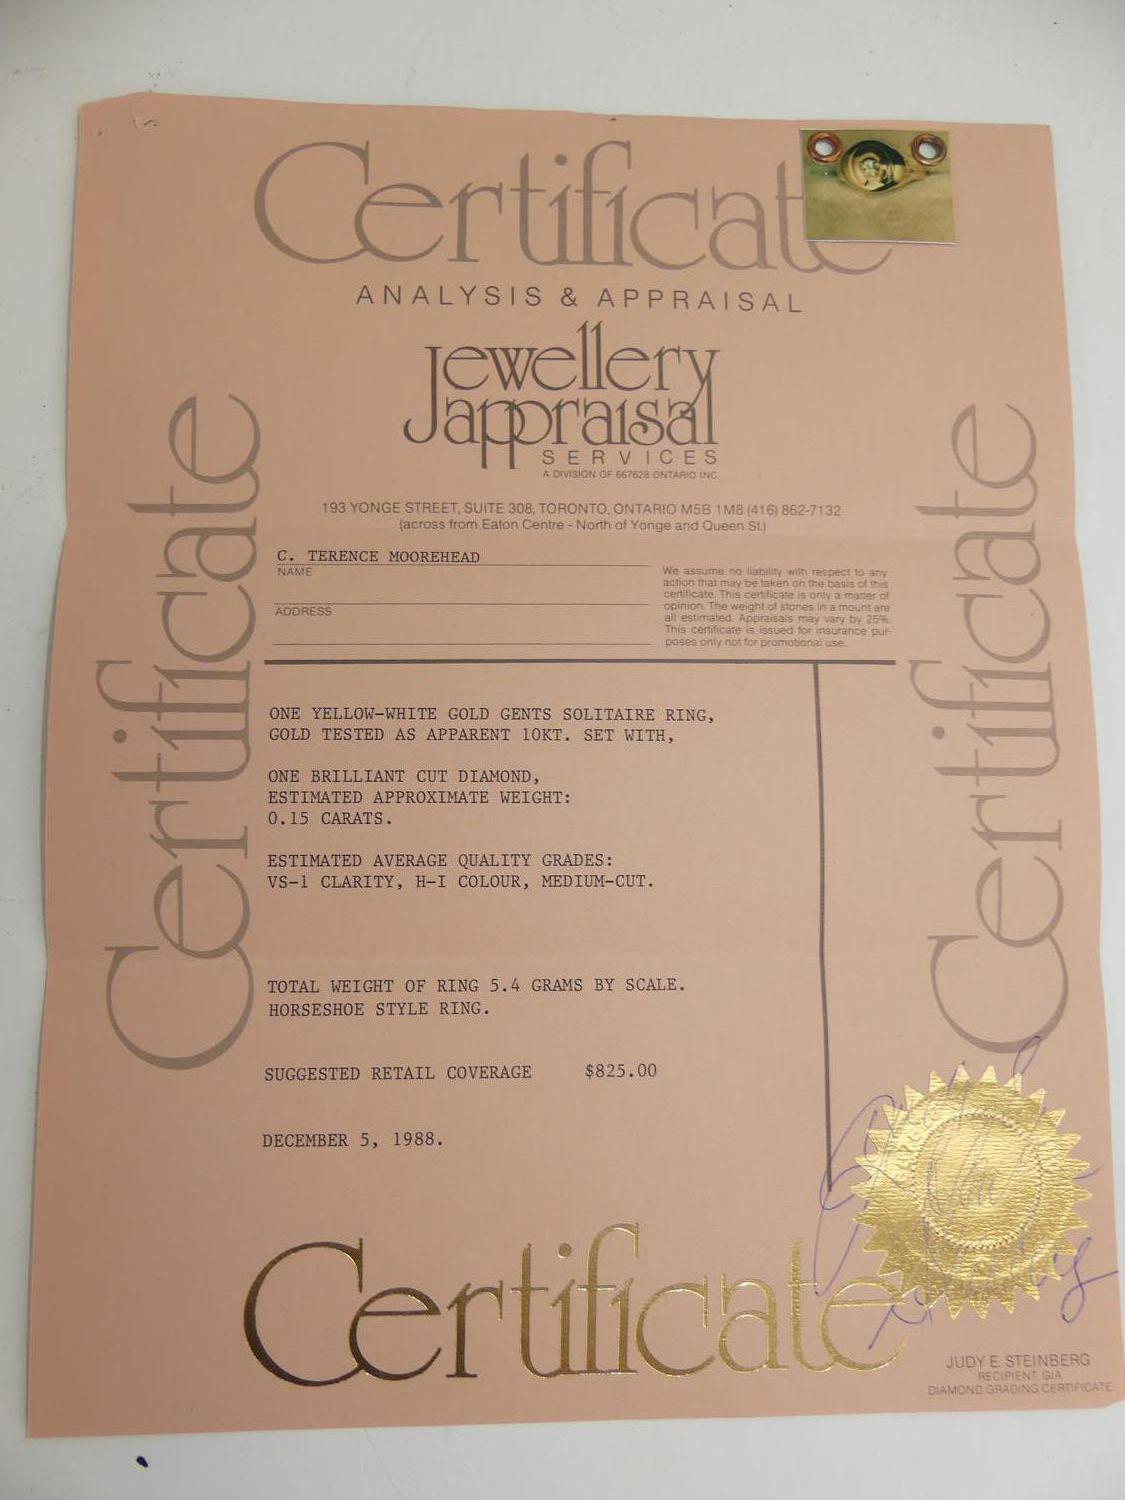 Certificate
ANALYSIS & APPRAISAL
Jewellery
appraisal
SERVICES
A DIVISION OF 667628 ONTARIO INC.
193 YONGE STREET, SUITE 308, TORONTO, ONTARIO M5B 1M8 (416) 862-7132
(across from Eaton Centre - North of Yonge and Queen St.)
C. TERENCE MOOREHEAD
NAME
ADDRESS
We assume no liability with respect to any
action that may be taken on the basis of this
certificate. This certificate is only a matter of
opinion. The weight of stones in a mount are
all estimated. Appraisals may vary by 25%.
This certificate is issued for insurance pur-
poses only not for promotional use.
Certificate
Certificate
ONE YELLOW-WHITE GOLD GENTS SOLITAIRE RING,
GOLD TESTED AS APPARENT 10KT. SET WITH,
ONE BRILLIANT CUT DIAMOND,
ESTIMATED APPROXIMATE WEIGHT:
0.15 CARATS.
ESTIMATED AVERAGE QUALITY GRADES:
VS-1 CLARITY, H-I COLOUR, MEDIUM-CUT.
TOTAL WEIGHT OF RING 5.4 GRAMS BY SCALE.
HORSESHOE STYLE RING.
SUGGESTED RETAIL COVERAGE $825.00
DECEMBER 5, 1988.
Certificate
JUDY E. STEINBERG
RECIPIENT, GIA
DIAMOND GRADING CERTIFICATE